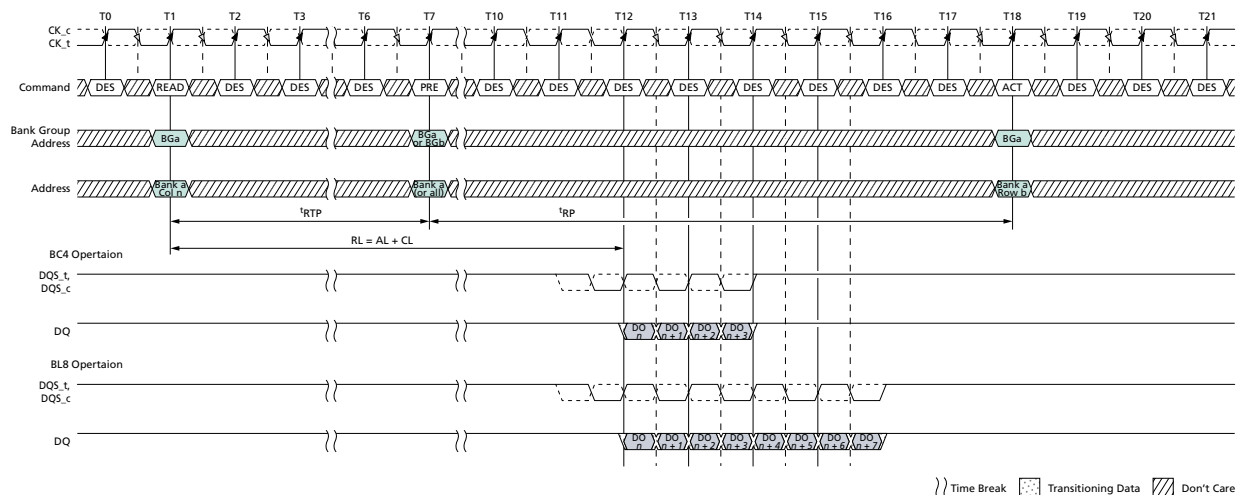 T0 T1 T2 T3 T6 T7 T10 T11 T12 T13 T14 T15 T16 T17 T18 T19 T20 T21
CK_c
CK_t
Command DES READ DES DES DES PRE DES DES DES DES DES DES DES DES ACT DES DES DES
Bank Group
Address
BGa
BGa
or BGb
BGa
Address
Bank a
Col n
Bank a
(or all)
Bank a
Row b
tRTP tRP
RL = AL + CL
BC4 Opertaion
DQS_t,
DQS_c
DQ
DO
n
DO
n + 1
DO
n + 2
DO
n + 3
BL8 Opertaion
DQS_t,
DQS_c
DQ
DO
n
DO
n + 1
DO
n + 2
DO
n + 3
DO
n + 4
DO
n + 5
DO
n + 6
DO
n + 7
Time Break Transitioning Data Don't Care